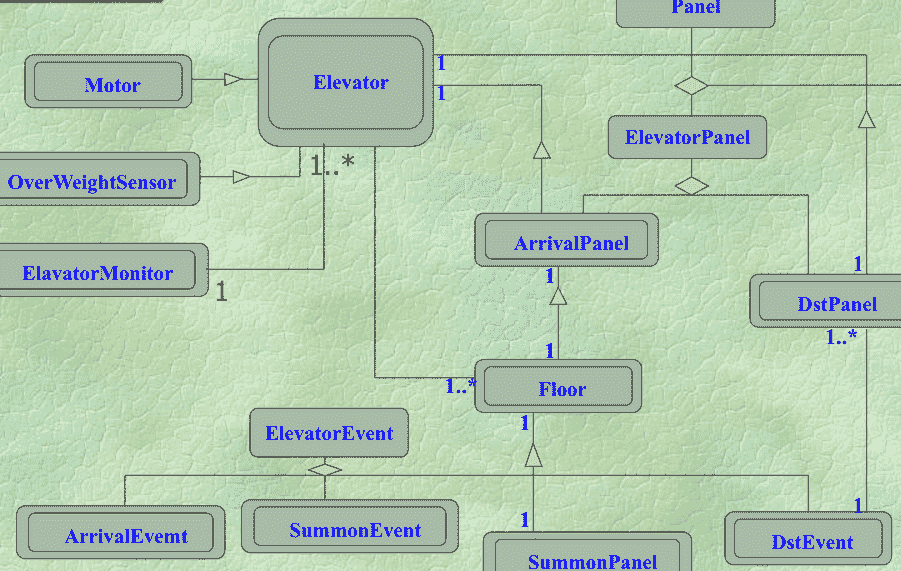 Panel
1
Elevator
Motor
1
ElevatorPanel
1..*
OverWeightSensor
ArrivalPanel
1
1
ElavatorMonitor
1
DstPanel
1..*
1
1..*
Floor
1
ElevatorEvent
1
1
ArrivalEvemt
SummonEvent
DstEvent
SummonPanel